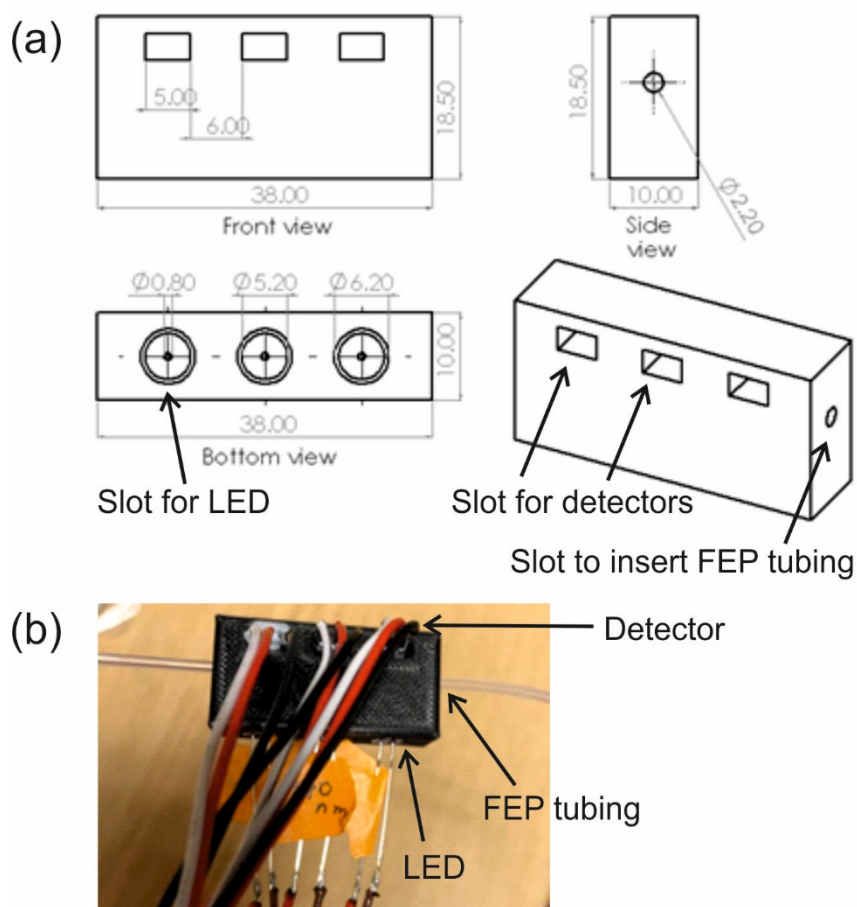 (a)
5.00
6.00
18.50
38.00
Front view
18.50
Ø2.20
10.00
Side
view
Ø0.80
Ø5.20
Ø6.20
10.00
38.00
Bottom view
Slot for LED
Slot for detectors
Slot to insert FEP tubing
(b)
Detector
nm
FEP tubing
LED